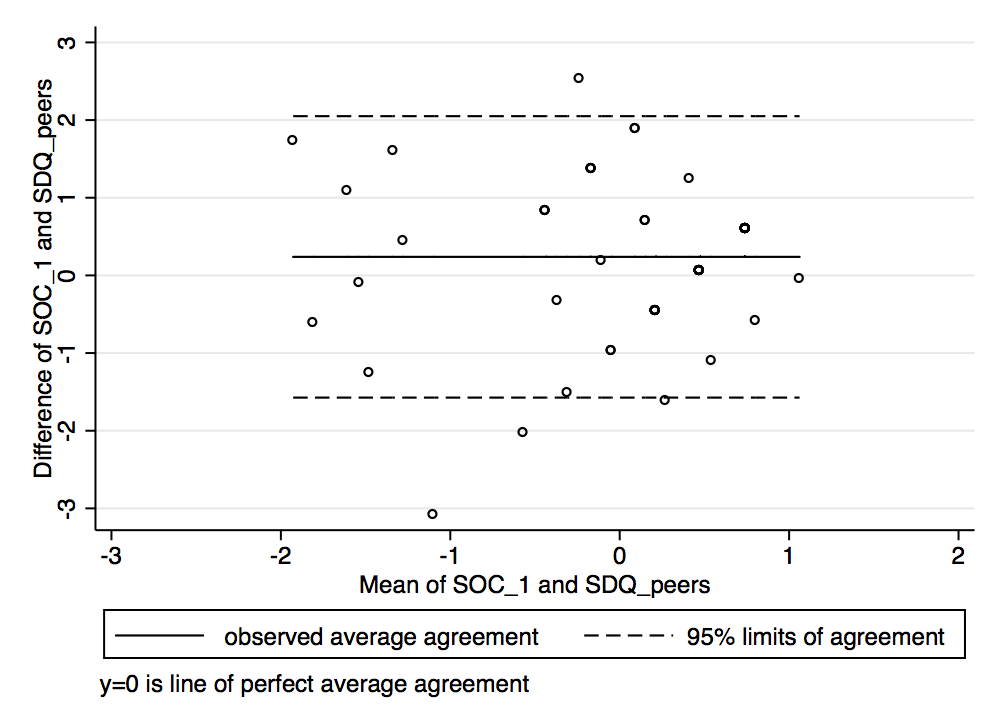 Difference of SOC_1 and SDQ_peers
3
2
1
0
-1
-2
-3
-3 -2 -1 0 1 2
Mean of SOC_1 and SDQ_peers
observed average agreement 95% limits of agreement
y=0 is line of perfect average agreement